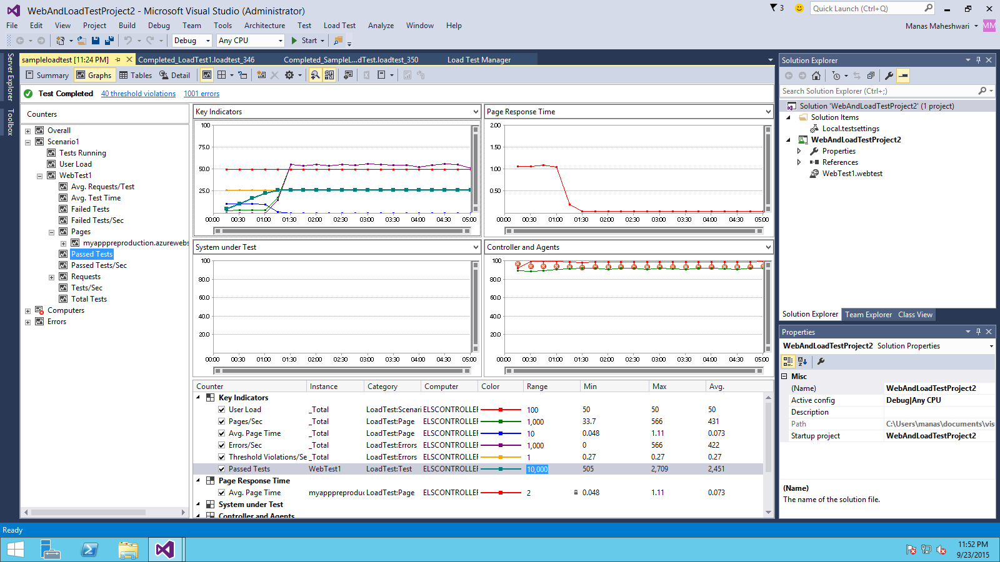 WebAndLoadTestProject2 - Microsoft Visual Studio (Administrator)
3
Quick Launch (Ctrl+Q)
File Edit View Project Build Debug Team Tools Architecture Test Load Test Analyze Window Help
Manas Maheshwari MM
Debug Any CPU Start
Server Explorer
Toolbox
sampleloadtest [11:24 PM] Completed_LoadTest1.loadtest_346 Completed_SampleL...dTest.loadtest_350 Load Test Manager
Summary Graphs Tables Detail
Test Completed 40 threshold violations 1001 errors
Counters
Overall
Scenario1
Tests Running
User Load
WebTest1
Avg. Requests/Test
Avg. Test Time
Failed Tests
Failed Tests/Sec
Pages
myapppreproduction.azurewebs
Passed Tests
Passed Tests/Sec
Requests
Tests/Sec
Total Tests
Computers
Errors
Key Indicators
100
75.0
50.0
25.0
00:00 00:30 01:00 01:30 02:00 02:30 03:00 03:30 04:00 04:30 05:00
Page Response Time
2.00
1.50
1.00
0.50
00:00 00:30 01:00 01:30 02:00 02:30 03:00 03:30 04:00 04:30 05:00
System under Test
100
80.0
60.0
40.0
20.0
00:00 00:30 01:00 01:30 02:00 02:30 03:00 03:30 04:00 04:30 05:00
Controller and Agents
100
80.0
60.0
40.0
20.0
00:00 00:30 01:00 01:30 02:00 02:30 03:00 03:30 04:00 04:30 05:00
Counter Instance Category Computer Color Range Min Max Avg.
Key Indicators
User Load _Total LoadTest:Scenari ELSCONTROLLER 100 50 50 50
Pages/Sec _Total LoadTest:Page ELSCONTROLLER 1,000 33.7 566 431
Avg. Page Time _Total LoadTest:Page ELSCONTROLLER 10 0.048 1.11 0.073
Errors/Sec _Total LoadTest:Errors ELSCONTROLLER 1,000 0 566 422
Threshold Violations/Se _Total LoadTest:Errors ELSCONTROLLER 1 0.27 0.27 0.27
Passed Tests WebTest1 LoadTest:Test ELSCONTROLLER 10,000 505 2,709 2,451
Page Response Time
Avg. Page Time myapppreproduc LoadTest:Page ELSCONTROLLER 2 0.048 1.11 0.073
System under Test
Controller and Agents
Solution Explorer
Search Solution Explorer (Ctrl+;)
Solution 'WebAndLoadTestProject2' (1 project)
Solution Items
Local.testsettings
WebAndLoadTestProject2
Properties
References
WebTest1.webtest
Solution Explorer Team Explorer Class View
Properties
WebAndLoadTestProject2 Solution Properties
Misc
(Name) WebAndLoadTestProject2
Active config Debug|Any CPU
Description
Path C:\Users\manas\documents\vis
Startup project WebAndLoadTestProject2
(Name)
The name of the solution file.
Ready
11:52 PM
9/23/2015